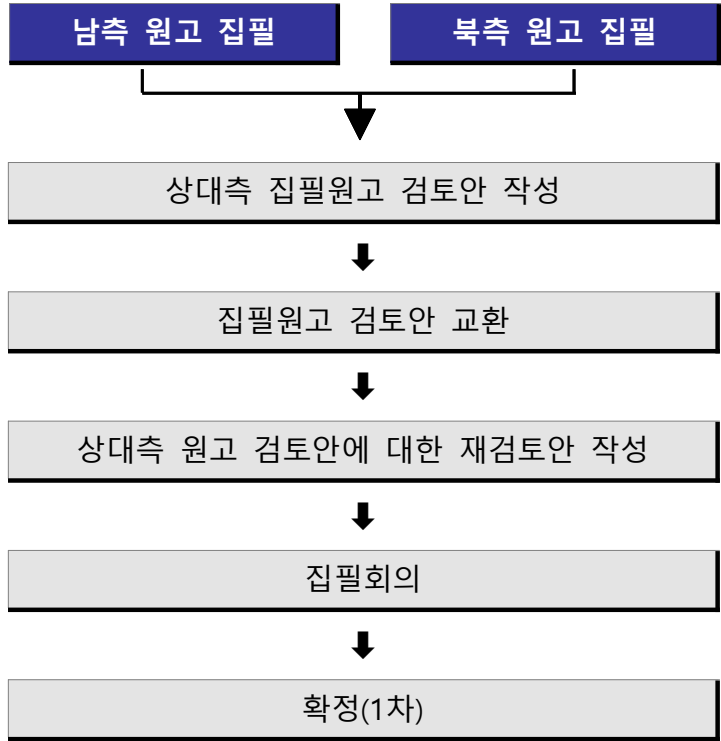 남측 원고 집필
북측 원고 집필
상대측 집필원고 검토안 작성
집필원고 검토안 교환
상대측 원고 검토안에 대한 재검토안 작성
집필회의
확정(1차)